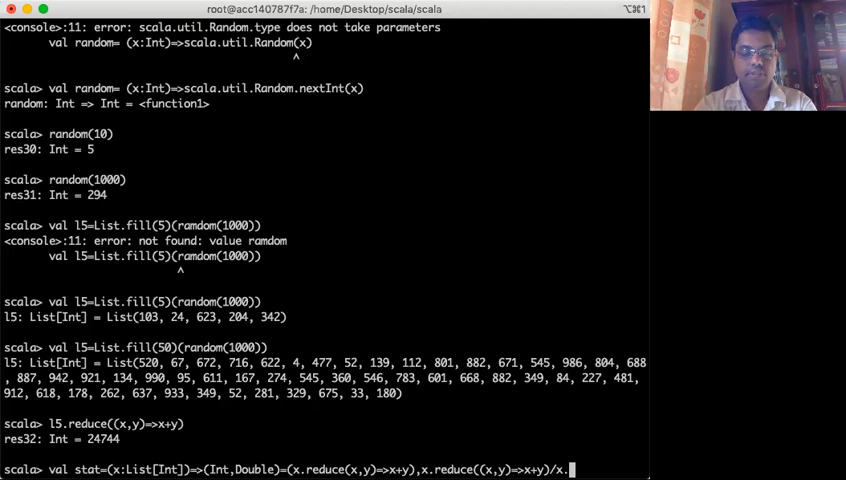 root@acc140787f7a: /home/Desktop/scala/scala
⌥⌘1
<console>:11: error: scala.util.Random.type does not take parameters
val random= (x:Int)=>scala.util.Random(x)
^
scala> val random= (x:Int)=>scala.util.Random.nextInt(x)
random: Int => Int = <function1>
scala> random(10)
res30: Int = 5
scala> random(1000)
res31: Int = 294
scala> val l5=List.fill(5)(ramdom(1000))
<console>:11: error: not found: value ramdom
val l5=List.fill(5)(ramdom(1000))
^
scala> val l5=List.fill(5)(random(1000))
l5: List[Int] = List(103, 24, 623, 204, 342)
scala> val l5=List.fill(50)(random(1000))
l5: List[Int] = List(520, 67, 672, 716, 622, 4, 477, 52, 139, 112, 801, 882, 671, 545, 986, 804, 688
, 887, 942, 921, 134, 990, 95, 611, 167, 274, 545, 360, 546, 783, 601, 668, 882, 349, 84, 227, 481,
912, 618, 178, 262, 637, 933, 349, 52, 281, 329, 675, 33, 180)
scala> l5.reduce((x,y)=>x+y)
res32: Int = 24744
scala> val stat=(x:List[Int])=>(Int,Double)=(x.reduce(x,y)=>x+y),x.reduce((x,y)=>x+y)/x.